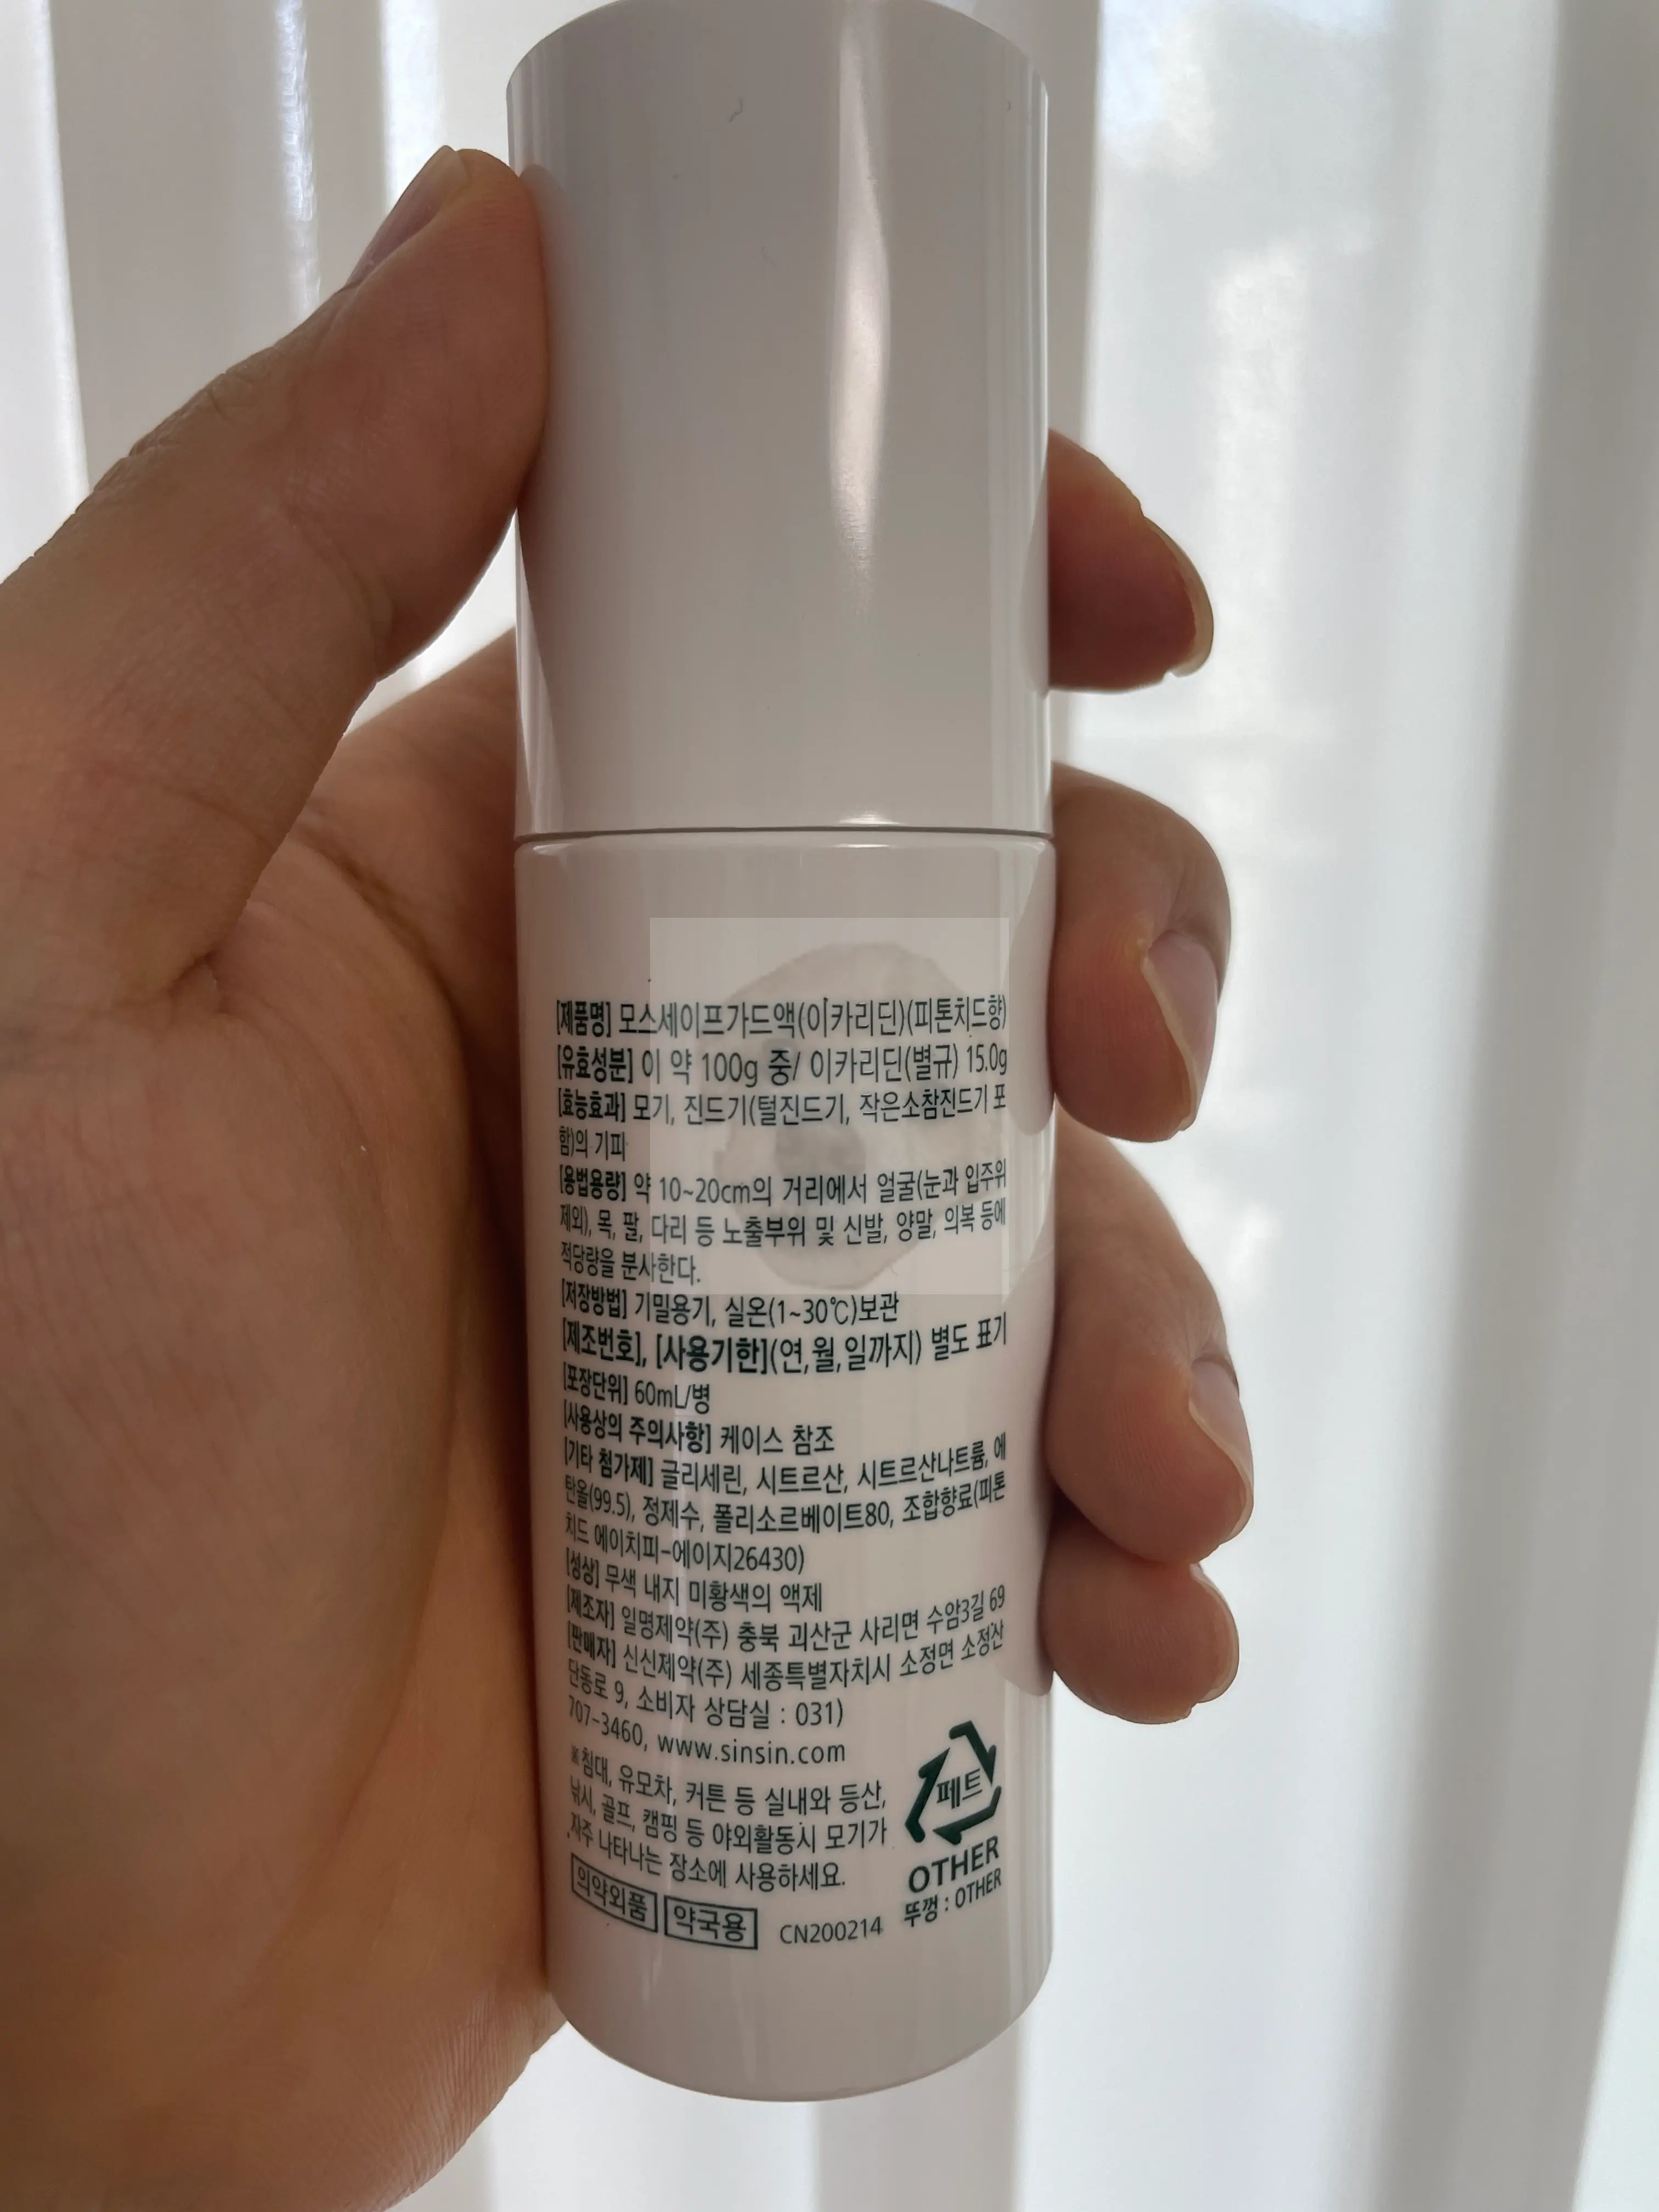 [제품명] 모스세이프가드액(이카리딘)(피톤치드향)
[유효성분] 이 약 100g 중/ 이카리딘(별규) 15.0g
[효능효과] 모기, 진드기(털진드기, 작은소참진드기 포
함)의 기피
[용법용량] 약 10~20cm의 거리에서 얼굴(눈과 입주위
제외), 목, 팔, 다리 등 노출부위 및 신발, 양말, 의복 등에
적당량을 분사한다.
[저장방법] 기밀용기, 실온(1~30℃)보관
[제조번호], [사용기한](연,월,일까지) 별도 표기
[포장단위] 60mL/병
[사용상의 주의사항] 케이스 참조
[기타 첨가제] 글리세린, 시트르산, 시트르산나트륨, 에
탄올(99.5), 정제수, 폴리소르베이트80, 조합향료(피톤
치드 에이치피-에이지26430)
[성상] 무색 내지 미황색의 액제
[제조자] 일명제약(주) 충북 괴산군 사리면 수암3길 69
[판매자] 신신제약(주) 세종특별자치시 소정면 소정산
단동로 9, 소비자 상담실 : 031)
707-3460, www.sinsin.com
※침대, 유모차, 커튼 등 실내와 등산,
낚시, 골프, 캠핑 등 야외활동시 모기가
자주 나타나는 장소에 사용하세요.
의약외품 약국용 CN200214
페트
OTHER
뚜껑 : OTHER